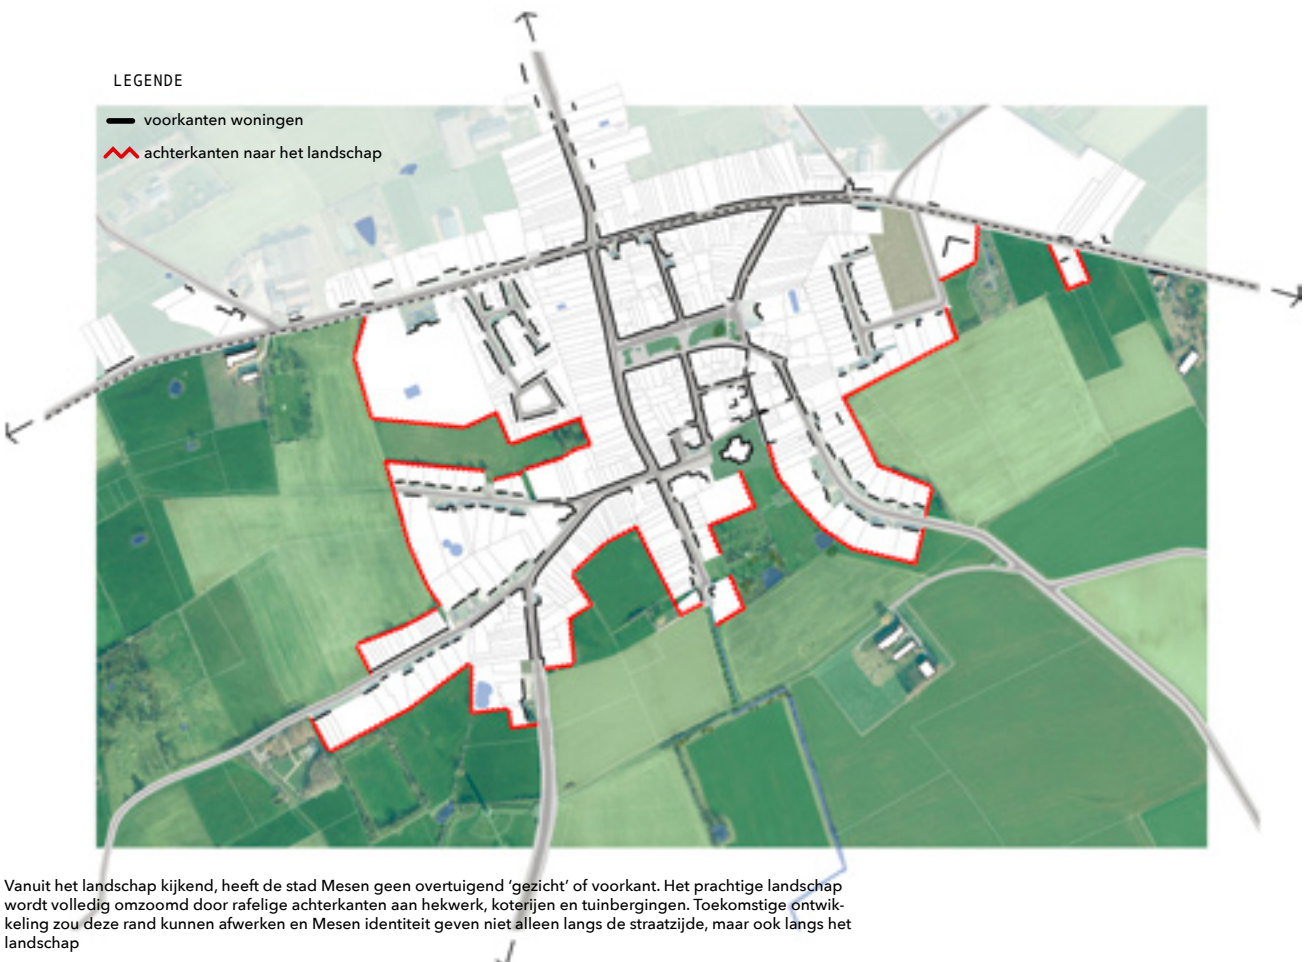 LEGENDE
voorkanten woningen
achterkanten naar het landschap
Vanuit het landschap kijkend, heeft de stad Mesen geen overtuigend ‘gezicht’ of voorkant. Het prachtige landschap
wordt volledig omzoomd door rafelige achterkanten aan hekwerk, koterijen en tuinbergingen. Toekomstige ontwik-
keling zou deze rand kunnen afwerken en Mesen identiteit geven niet alleen langs de straatzijde, maar ook langs het
landschap